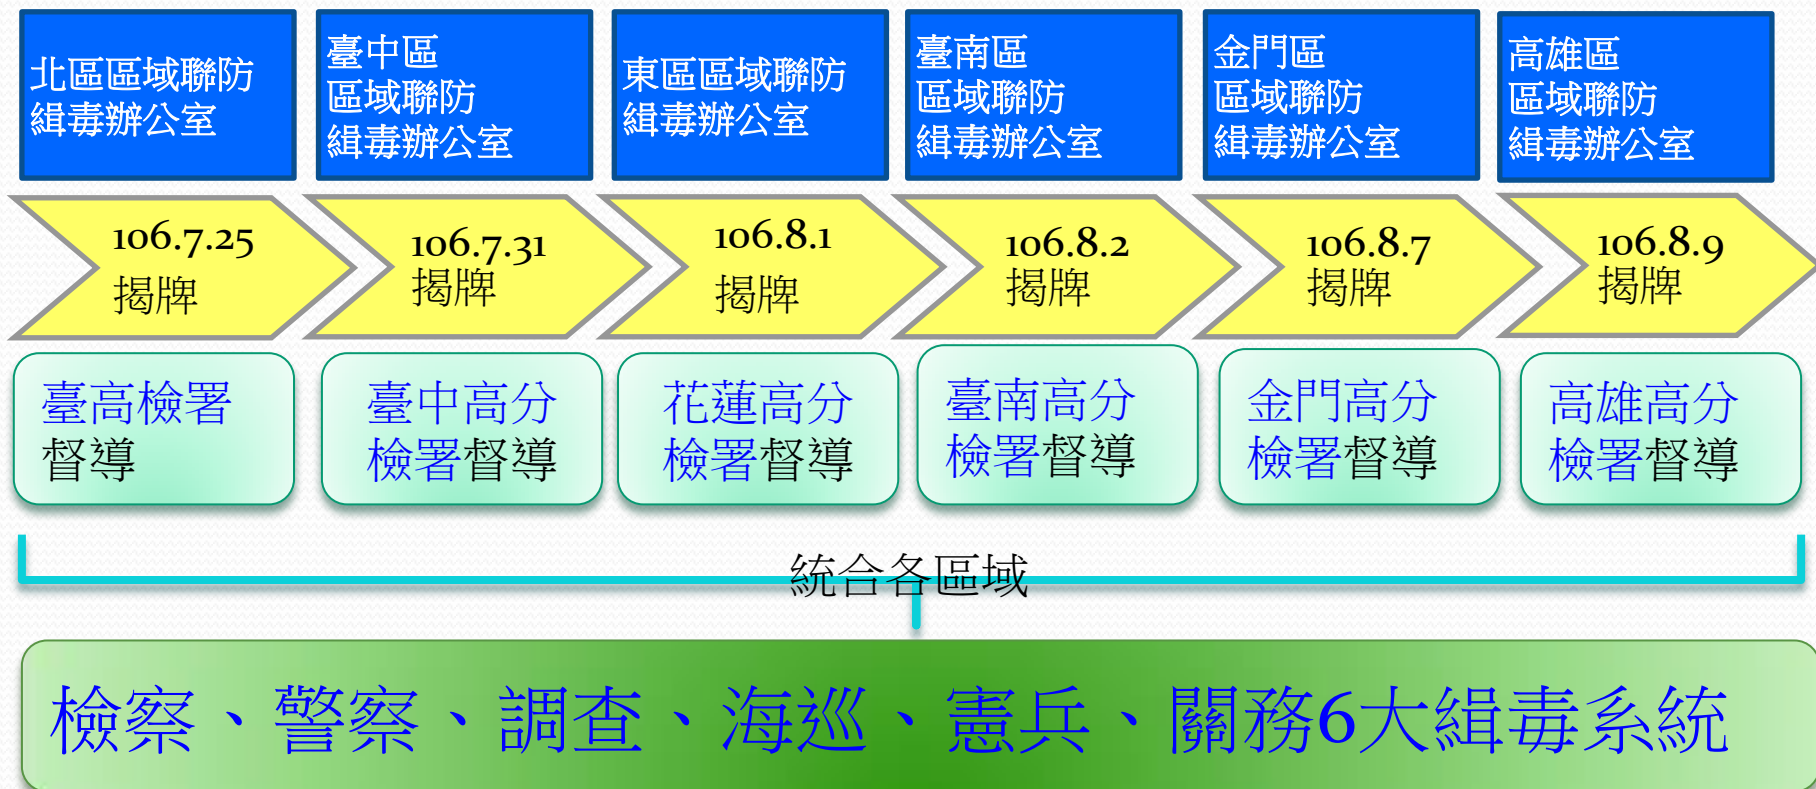 北區區域聯防
緝毒辦公室
臺中區
區域聯防
緝毒辦公室
東區區域聯防
緝毒辦公室
臺南區
區域聯防
緝毒辦公室
金門區
區域聯防
緝毒辦公室
高雄區
區域聯防
緝毒辦公室
106.7.25
揭牌
106.7.31
揭牌
106.8.1
揭牌
106.8.2
揭牌
106.8.7
揭牌
106.8.9
揭牌
臺高檢署
督導
臺中高分
檢署督導
花蓮高分
檢署督導
臺南高分
檢署督導
金門高分
檢署督導
高雄高分
檢署督導
統合各區域
檢察、警察、調查、海巡、憲兵、關務6大緝毒系統